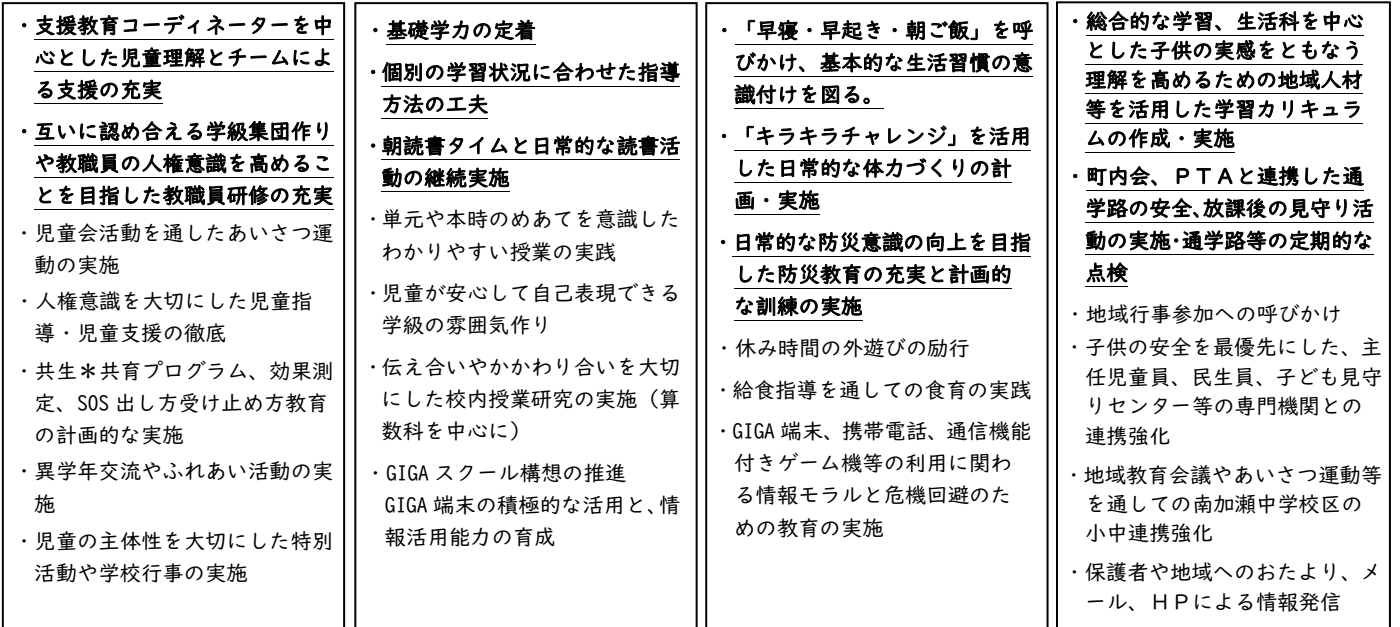 ・支援教育コーディネーターを中
心とした児童理解とチームによ
る支援の充実
・互いに認め合える学級集団作り
や教職員の人権意識を高めるこ
とを目指した教職員研修の充実
・児童会活動を通したあいさつ運
動の実施
・人権意識を大切にした児童指
導・児童支援の徹底
・共生＊共育プログラム、効果測
定、SOS 出し方受け止め方教育
の計画的な実施
・異学年交流やふれあい活動の実
施
・児童の主体性を大切にした特別
活動や学校行事の実施
・基礎学力の定着
・個別の学習状況に合わせた指導
方法の工夫
・朝読書タイムと日常的な読書活
動の継続実施
・単元や本時のめあてを意識した
わかりやすい授業の実践
・児童が安心して自己表現できる
学級の雰囲気作り
・伝え合いやかかわり合いを大切
にした校内授業研究の実施（算
数科を中心に）
・GIGA スクール構想の推進
GIGA 端末の積極的な活用と、情
報活用能力の育成
・「早寝・早起き・朝ご飯」を呼
びかけ、基本的な生活習慣の意
識付けを図る。
・「キラキラチャレンジ」を活用
した日常的な体力づくりの計
画・実施
・日常的な防災意識の向上を目指
した防災教育の充実と計画的
な訓練の実施
・休み時間の外遊びの励行
・給食指導を通しての食育の実践
・GIGA 端末、携帯電話、通信機能
付きゲーム機等の利用に関わ
る情報モラルと危機回避のた
めの教育の実施
・総合的な学習、生活科を中心
とした子供の実感をともなう
理解を高めるための地域人材
等を活用した学習カリキュラ
ムの作成・実施
・町内会、ＰＴＡと連携した通
学路の安全、放課後の見守り活
動の実施・通学路等の定期的な
点検
・地域行事参加への呼びかけ
・子供の安全を最優先にした、主
任児童員、民生員、子ども見守
りセンター等の専門機関との
連携強化
・地域教育会議やあいさつ運動等
を通しての南加瀬中学校区の
小中連携強化
・保護者や地域へのおたより、メ
ール、ＨＰによる情報発信